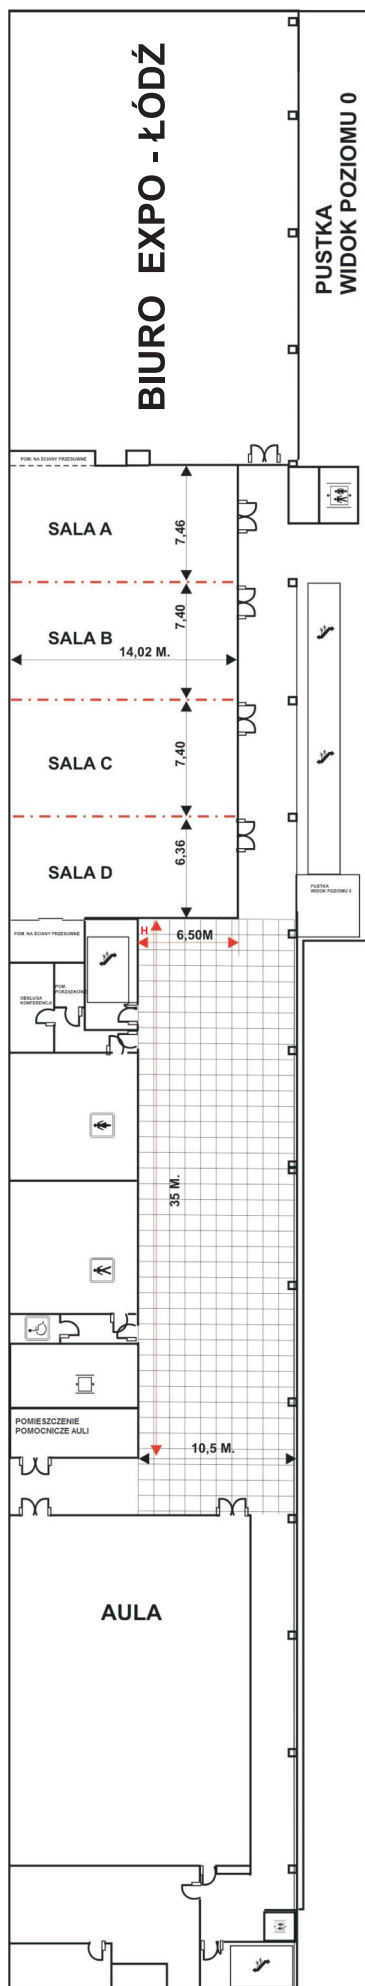 BIURO EXPO - ŁÓDŹ
PUSTKA
WIDOK POZIOMU 0
POM. NA ŚCIANY PRZESUWNE
SALA A
7,46
SALA B
7,40
14,02 M.
SALA C
7,40
SALA D
6,36
PUSTKA
WIDOK POZIOMU 0
POM. NA ŚCIANY PRZESUWNE
H
6,50M
OBSŁUGA
KONFERENCJI
POM.
PORZĄDKOWE
35 M.
POMIESZCZENIE
POMOCNICZE AULI
10,5 M.
AULA